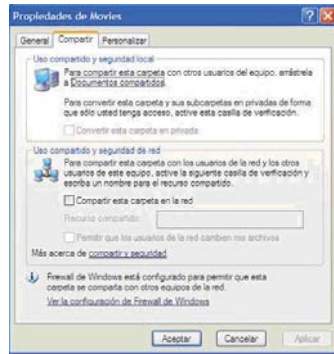 Propiedades de Movies
General Compartir Personalizar
Uso compartido y seguridad local
Para compartir esta carpeta con otros usuarios del equipo, arrástrela
a Documentos compartidos.
Para convertir esta carpeta y sus subcarpetas en privadas de forma
que sólo usted tenga acceso, active esta casilla de verificación.
Convertir esta carpeta en privada
Uso compartido y seguridad de red
Para compartir esta carpeta con los usuarios de la red y los otros
usuarios de este equipo, active la siguiente casilla de verificación y
escriba un nombre para el recurso compartido.
Compartir esta carpeta en la red
Recurso compartido:
Permitir que los usuarios de la red cambien mis archivos
Más acerca de compartir y seguridad.
Firewall de Windows está configurado para permitir que esta
carpeta se comparta con otros equipos de la red.
Ver la configuración de Firewall de Windows
Aceptar Cancelar Aplicar